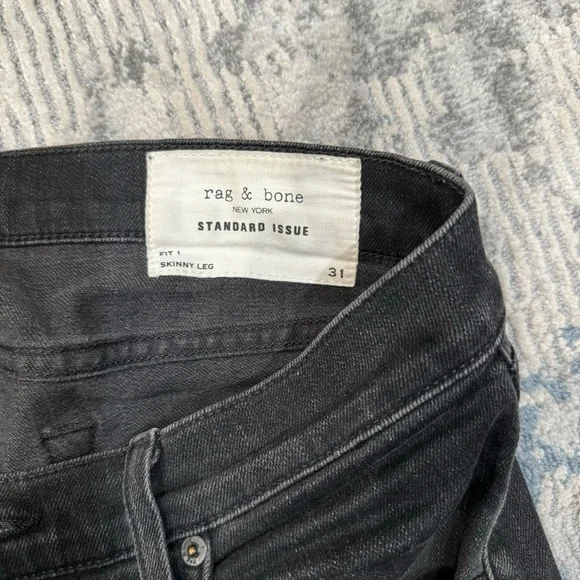 rag & bone
NEW YORK
STANDARD ISSUE
FIT 1
SKINNY LEG 31